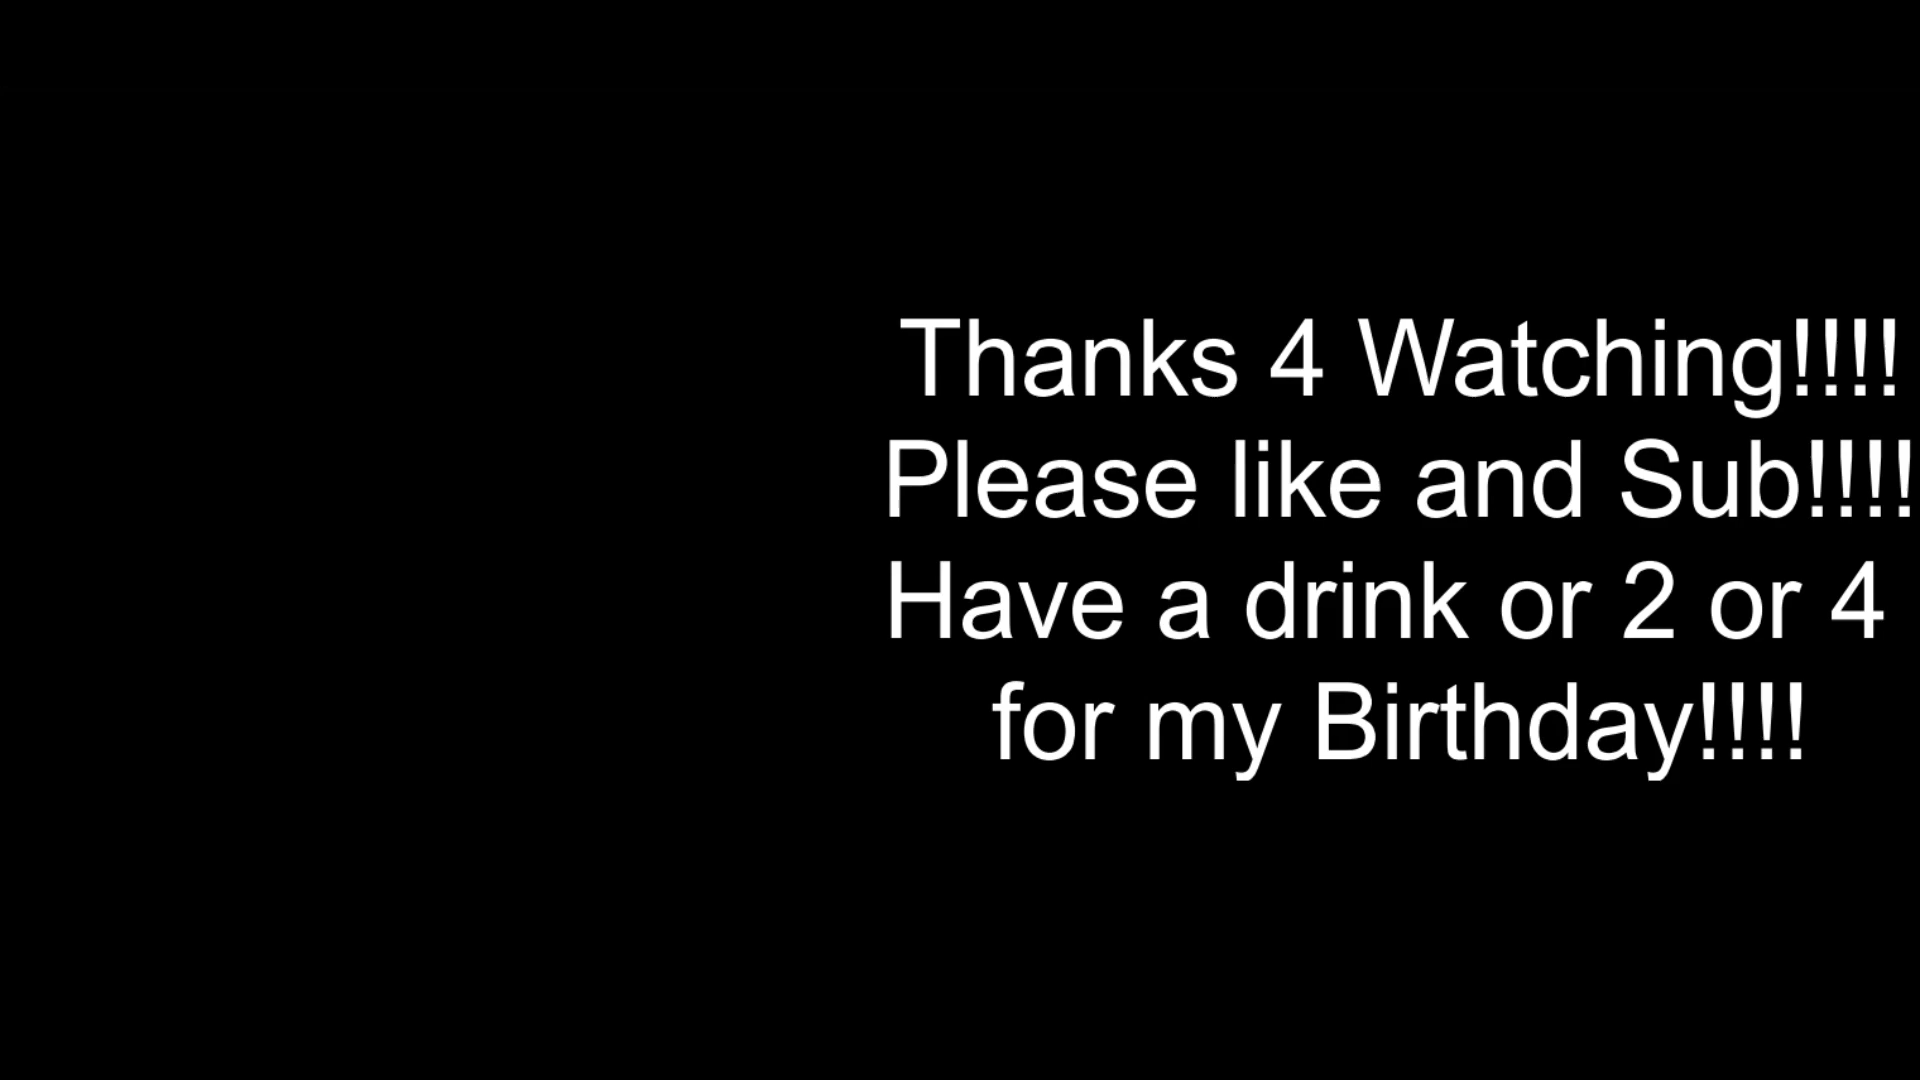 Thanks 4 Watching!!!!
Please like and Sub!!!!
Have a drink or 2 or 4
for my Birthday!!!!